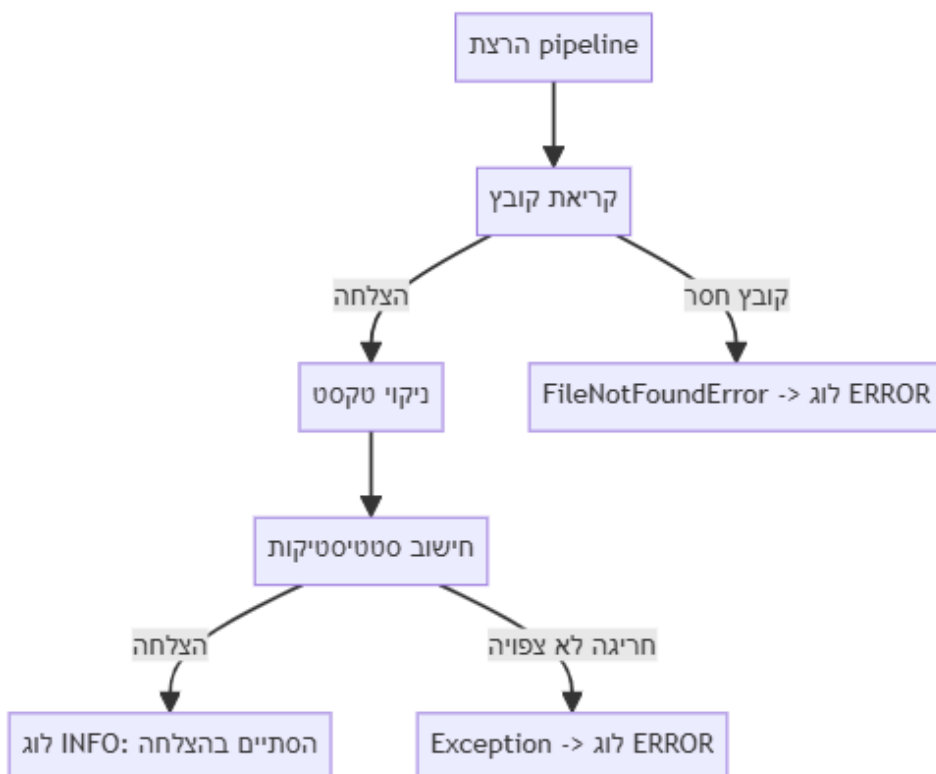 הרצת pipeline
קריאת קובץ
הצלחה
קובץ חסר
ניקוי טקסט
FileNotFoundError -> לוג ERROR
חישוב סטטיסטיקות
הצלחה
חריגה לא צפויה
לוג INFO: הסתיים בהצלחה
Exception -> לוג ERROR